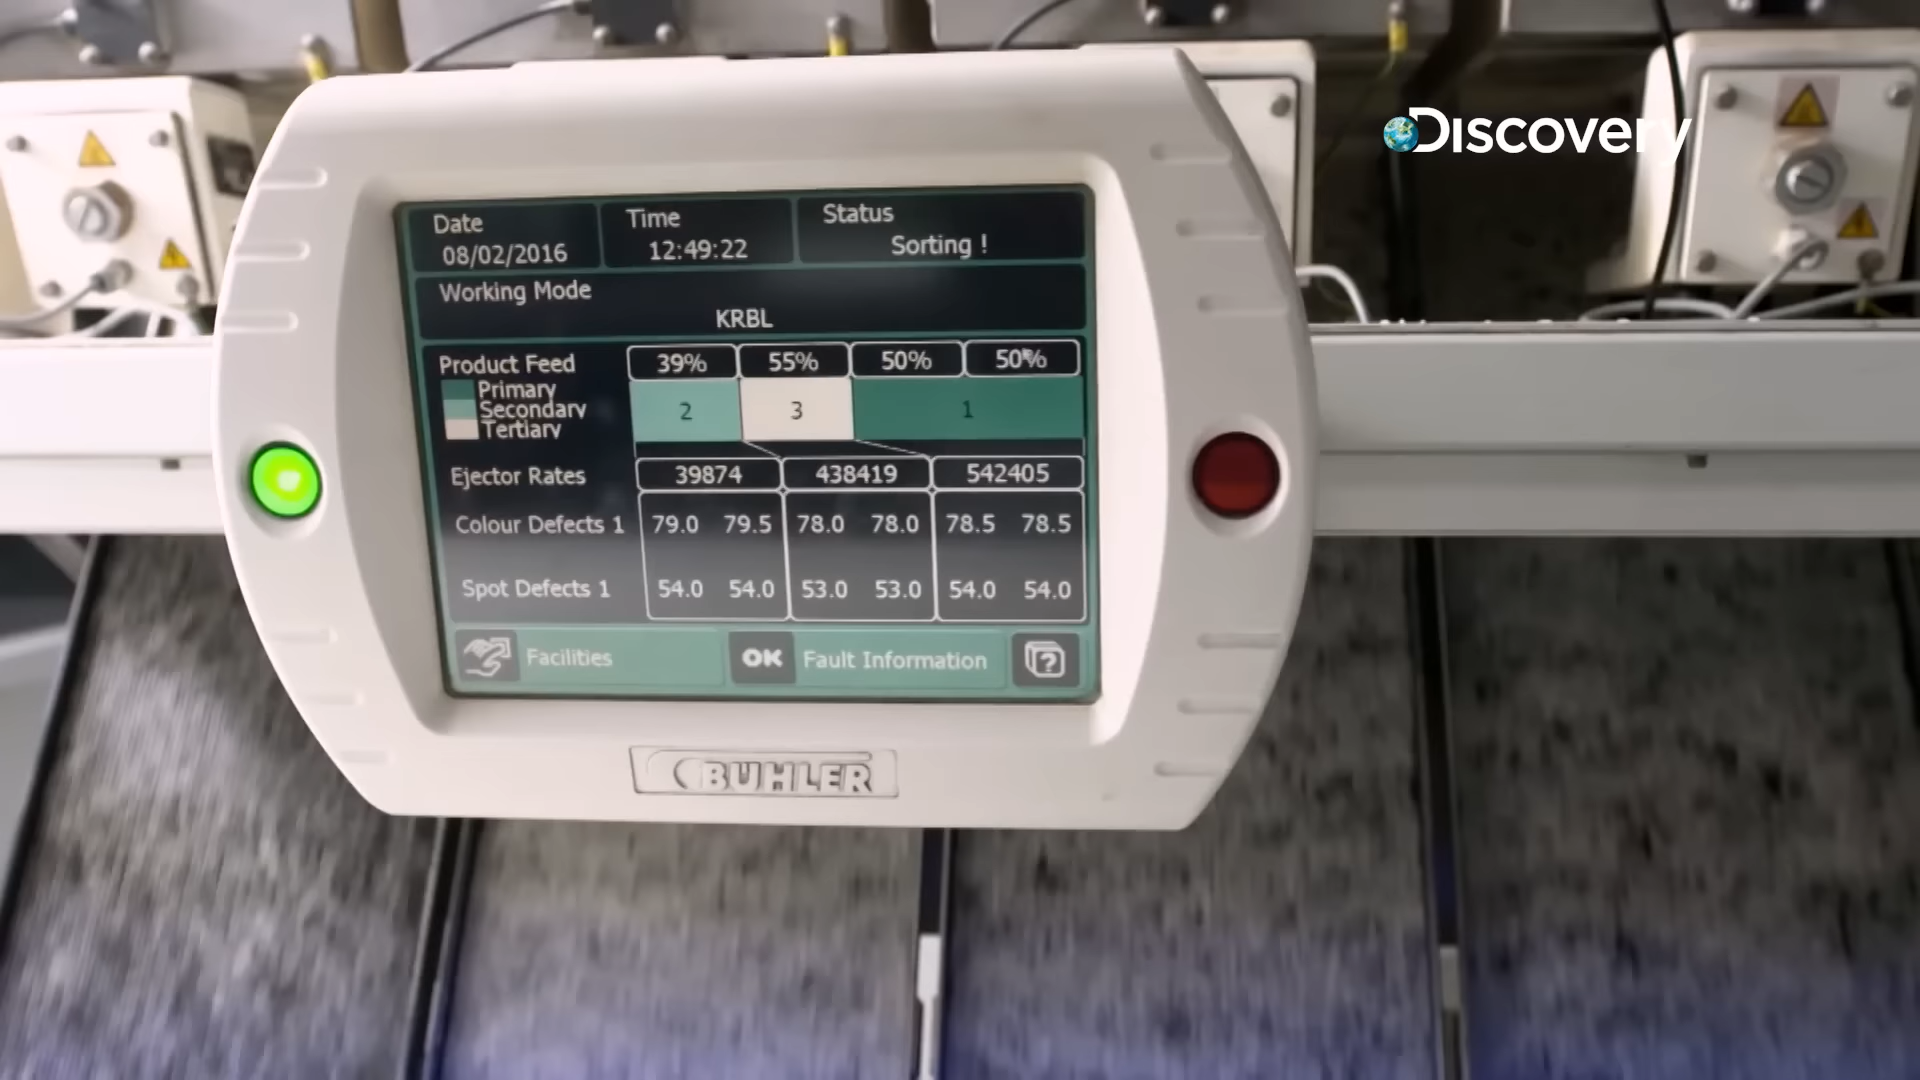 Discovery
Date Time Status
08/02/2016 12:49:22 Sorting !
Working Mode
KRBL
Product Feed 39% 55% 50% 50%
Primary
Secondary
Tertiary
2 3 1
Ejector Rates 39874 438419 542405
Colour Defects 1 79.0 79.5 78.0 78.0 78.5 78.5
Spot Defects 1 54.0 54.0 53.0 53.0 54.0 54.0
Facilities OK Fault Information ?
BUHLER